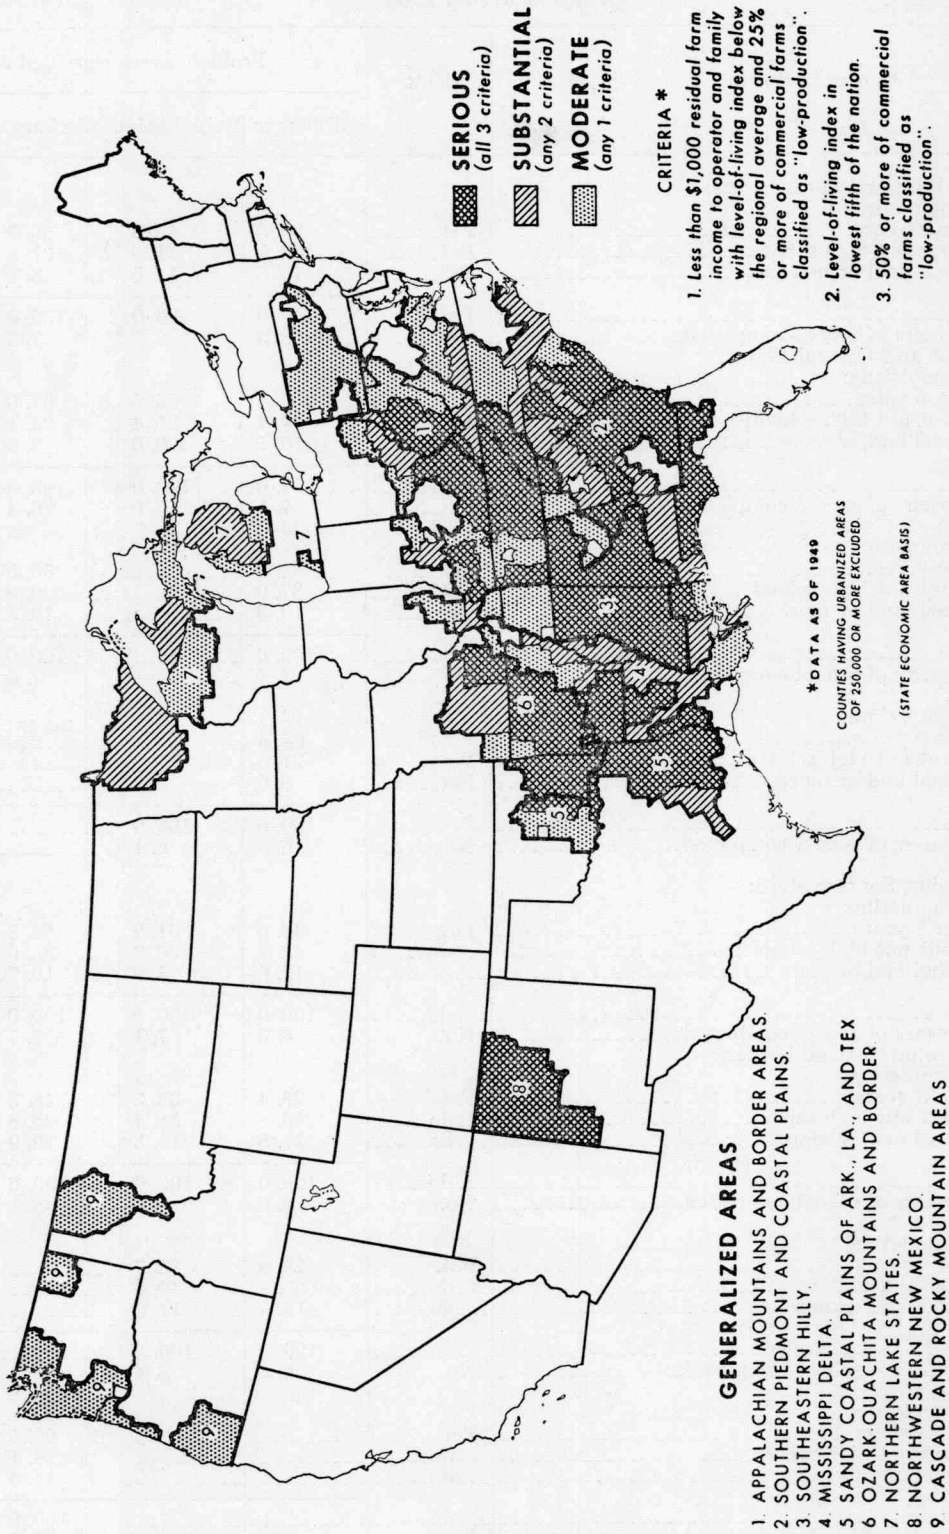 SERIOUS
(all 3 criteria)
SUBSTANTIAL
(any 2 criteria)
MODERATE
(any 1 criteria)
CRITERIA *
1. Less than $1,000 residual farm
income to operator and family
with level-of-living index below
the regional average and 25%
or more of commercial farms
classified as "low-production".
2. Level-of-living index in
lowest fifth of the nation.
3. 50% or more of commercial
farms classified as
"low-production"
*DATA AS OF 1949
COUNTIES HAVING URBANIZED AREAS
OF 250,000 OR MORE EXCLUDED
(STATE ECONOMIC AREA BASIS)
GENERALIZED AREAS
1. APPALACHIAN MOUNTAINS AND BORDER AREAS.
2. SOUTHERN PIEDMONT AND COASTAL PLAINS.
3. SOUTHEASTERN HILLY.
4. MISSISSIPPI DELTA.
5 SANDY COASTAL PLAINS OF ARK., LA., AND TEX
6 OZARK-OUACHITA MOUNTAINS AND BORDER
7. NORTHERN LAKE STATES.
8. NORTHWESTERN NEW MEXICO.
9. CASCADE AND ROCKY MOUNTAIN AREAS
9
9
9
9
7
7
7
1
6
5
3
2
5
8